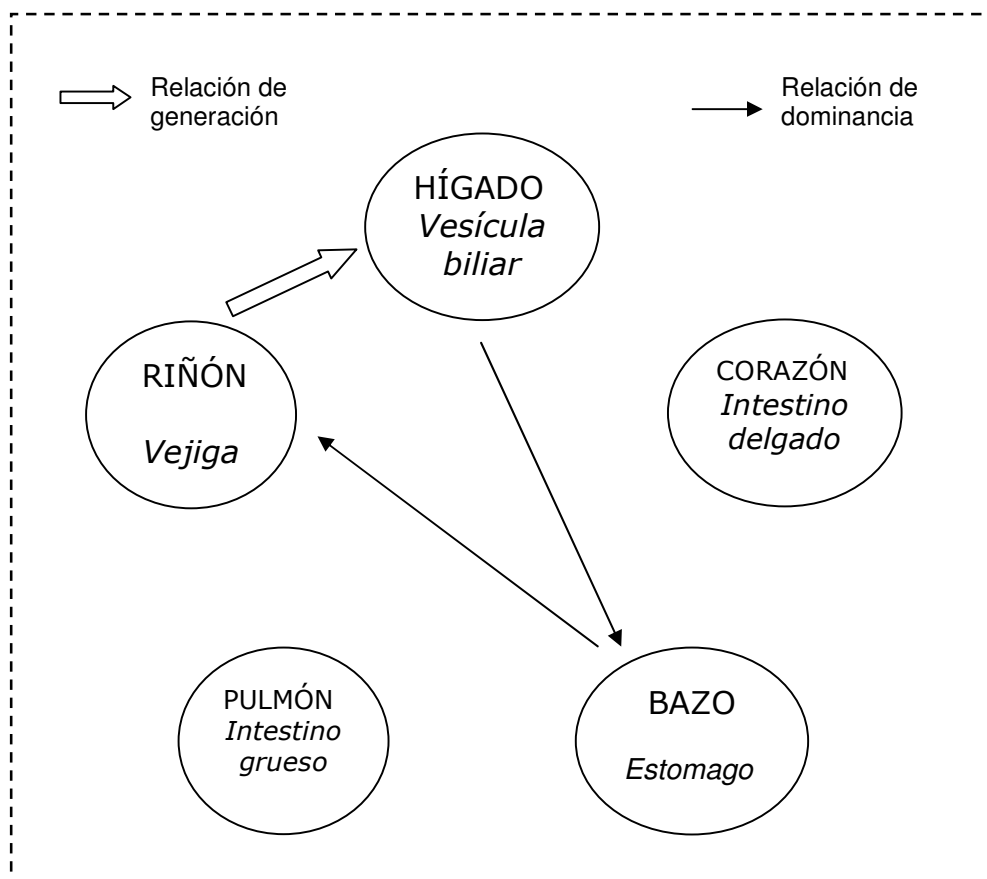 Relación de
generación
Relación de
dominancia
HÍGADO
Vesícula
biliar
RIÑÓN
Vejiga
CORAZÓN
Intestino
delgado
PULMÓN
Intestino
grueso
BAZO
Estomago